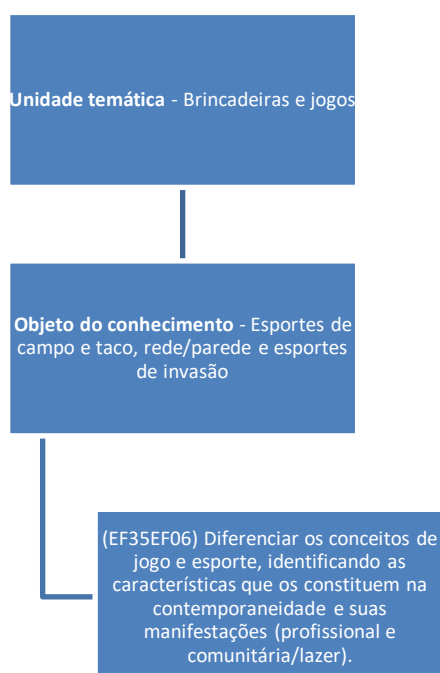 Unidade temática - Brincadeiras e jogos
Objeto do conhecimento - Esportes de
campo e taco, rede/parede e esportes
de invasão
(EF35EF06) Diferenciar os conceitos de
jogo e esporte, identificando as
características que os constituem na
contemporaneidade e suas
manifestações (profissional e
comunitária/lazer).